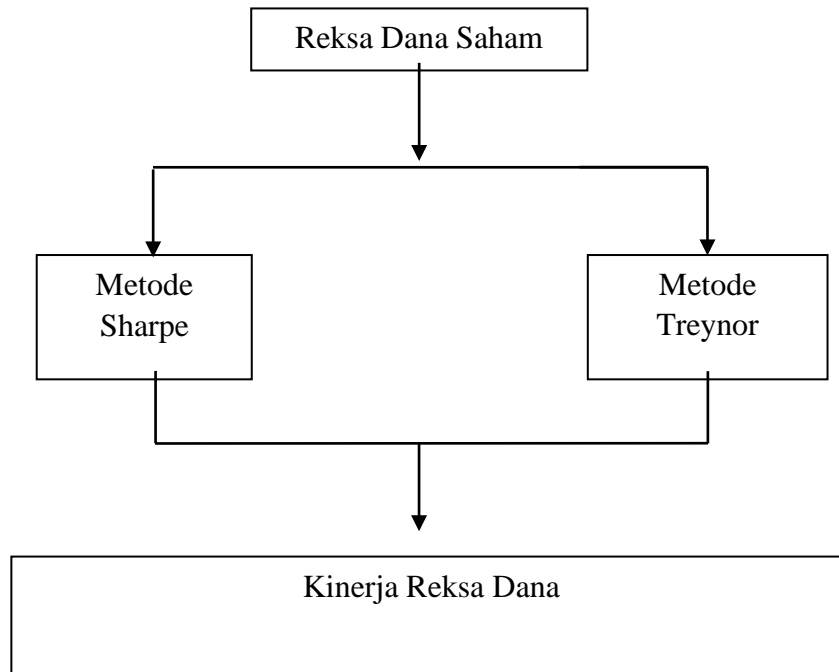 Reksa Dana Saham
Metode
Sharpe
Metode
Treynor
Kinerja Reksa Dana